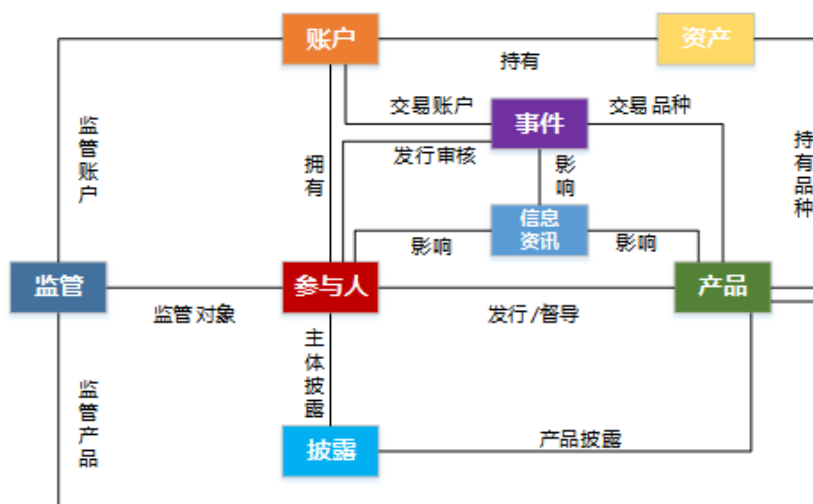 账户
资产
持有
交易账户
事件
交易品种
监管账户
发行审核
持有品种
拥有
影响
信息
资讯
影响
影响
监管
参与人
产品
监管对象
发行/督导
主体披露
监管产品
披露
产品披露